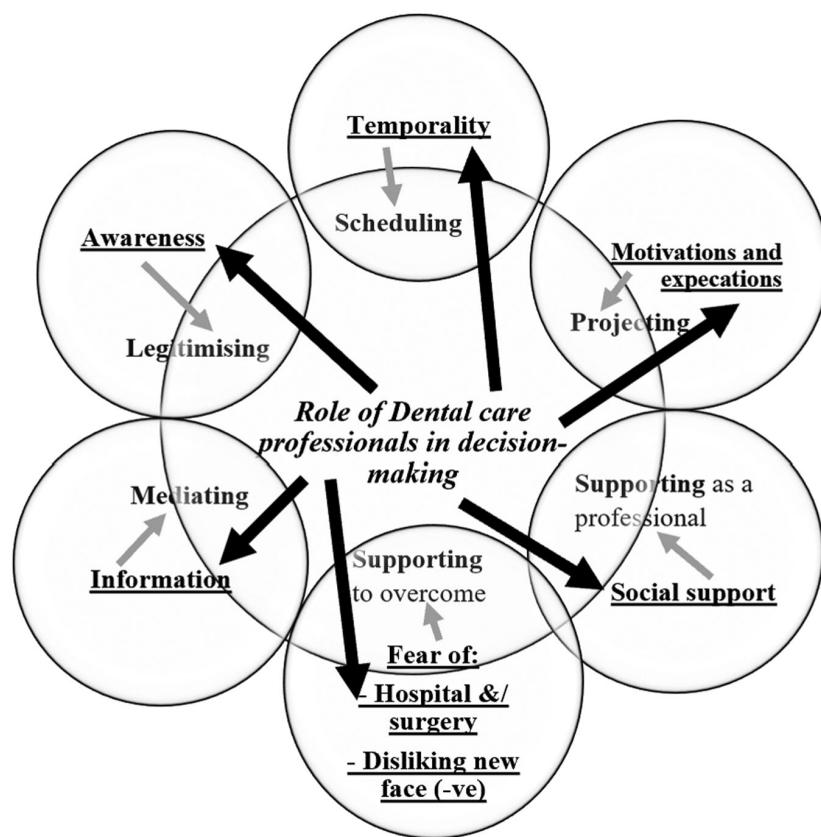 Temporality
Scheduling
Awareness
Legitimising
Motivations and
expecations
Projecting
Role of Dental care
professionals in decision-
making
Mediating
Information
Supporting as a
professional
Social support
Supporting
to overcome
Fear of:
- Hospital &/
surgery
- Disliking new
face (-ve)